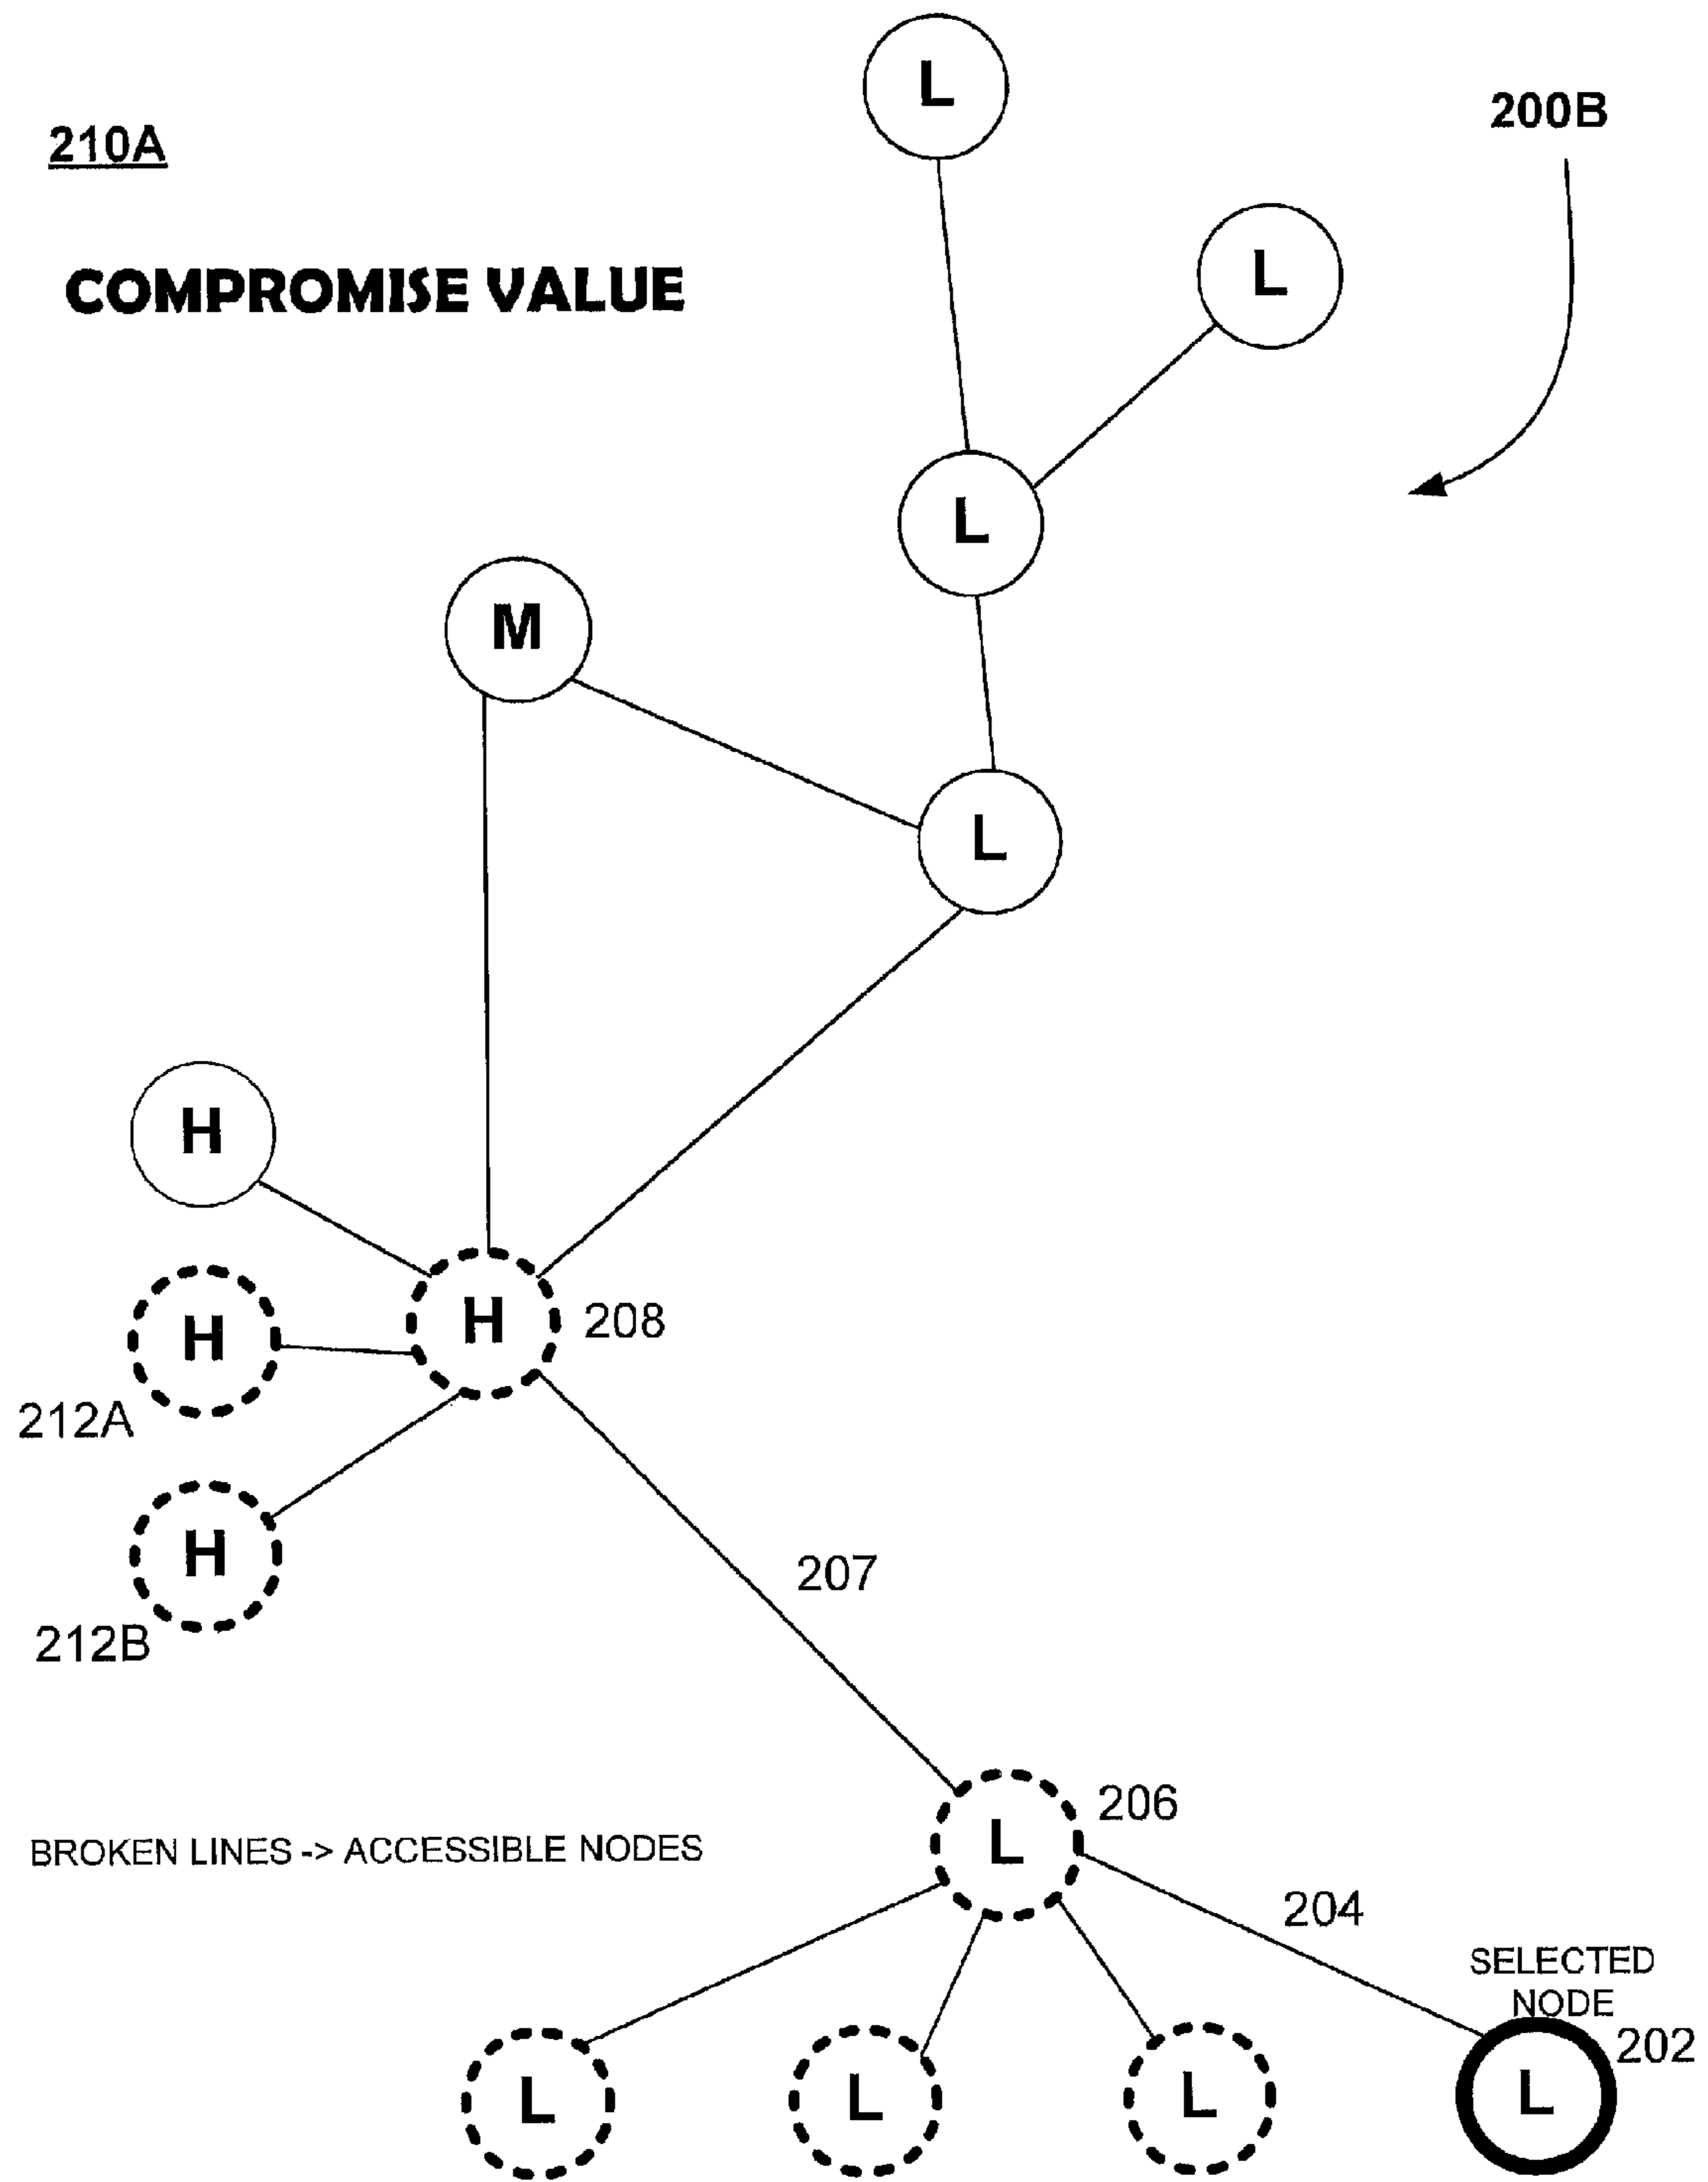 L
200B
210A
L
COMPROMISE VALUE
L
M
L
H
H
H
208
212A
H
207
212B
L
206
BROKEN LINES -> ACCESSIBLE NODES
204
SELECTED
NODE
202
L
L
L
L